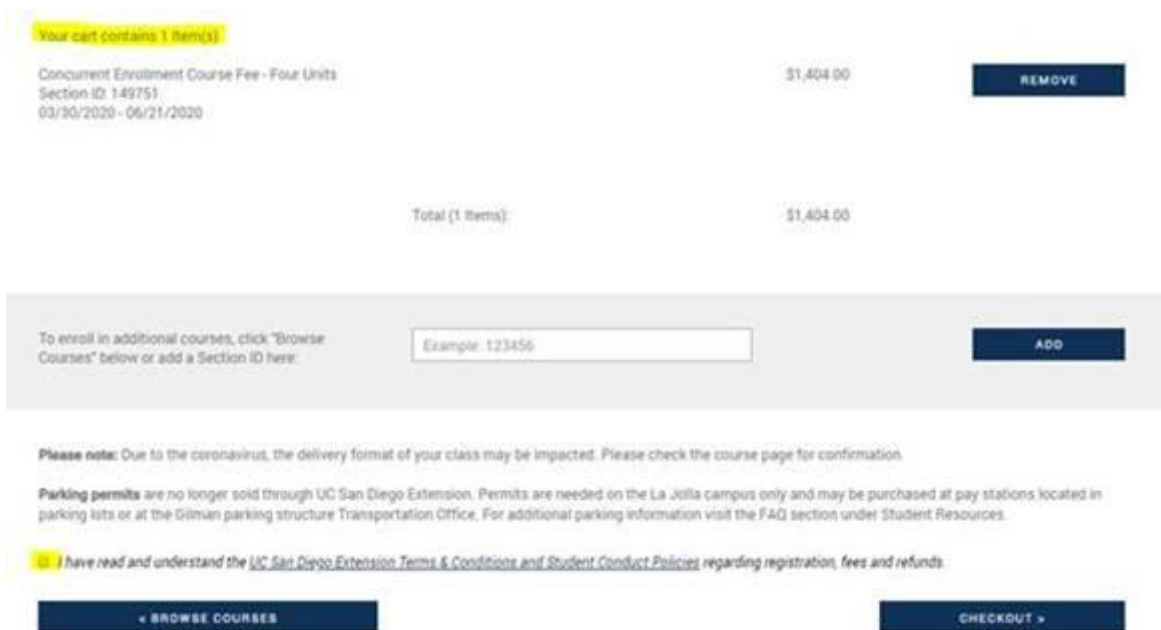 Your cart contains 1 Item(s)
Concurrent Enrollment Course Fee - Four Units
$1,404.00
REMOVE
Section ID: 149751
03/30/2020 - 06/21/2020
Total (1 Items):
$1,404.00
To enroll in additional courses, click "Browse
Courses" below or add a Section ID here:
Example: 123456
ADD
Please note: Due to the coronavirus, the delivery format of your class may be impacted. Please check the course page for confirmation.
Parking permits are no longer sold through UC San Diego Extension. Permits are needed on the La Jolla campus only and may be purchased at pay stations located in
parking lots or at the Gilman parking structure Transportation Office. For additional parking information visit the FAQ section under Student Resources.
I have read and understand the UC San Diego Extension Terms & Conditions and Student Conduct Policies regarding registration, fees and refunds.
< BROWSE COURSES
CHECKOUT >